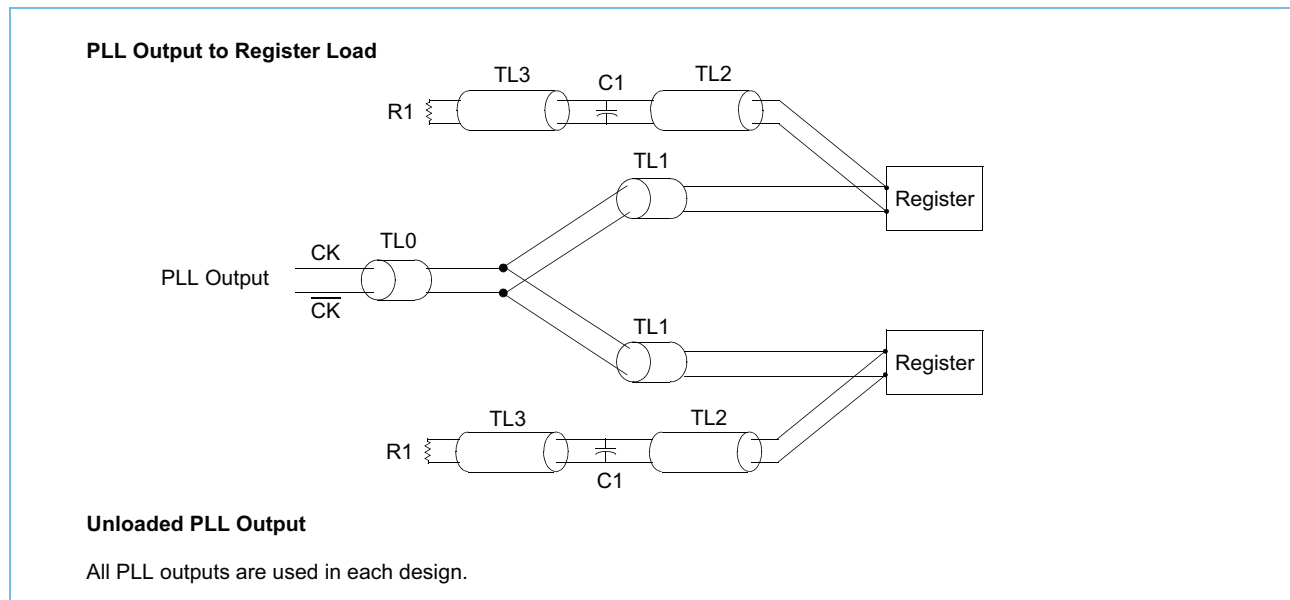 PLL Output to Register Load
TL3
C1
TL2
R1
TL1
Register
CK
TL0
PLL Output
C̅K̅
TL1
Register
TL3
TL2
R1
C1
Unloaded PLL Output
All PLL outputs are used in each design.